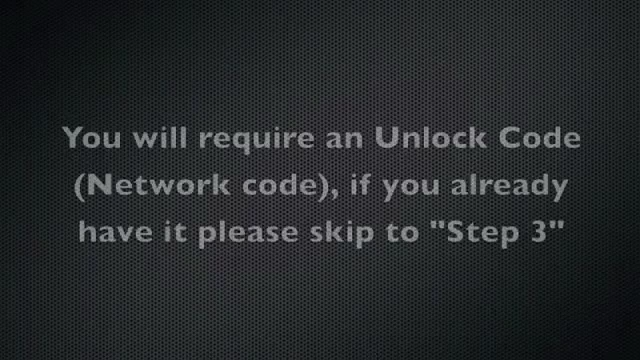 You will require an Unlock Code
(Network code), if you already
have it please skip to "Step 3"